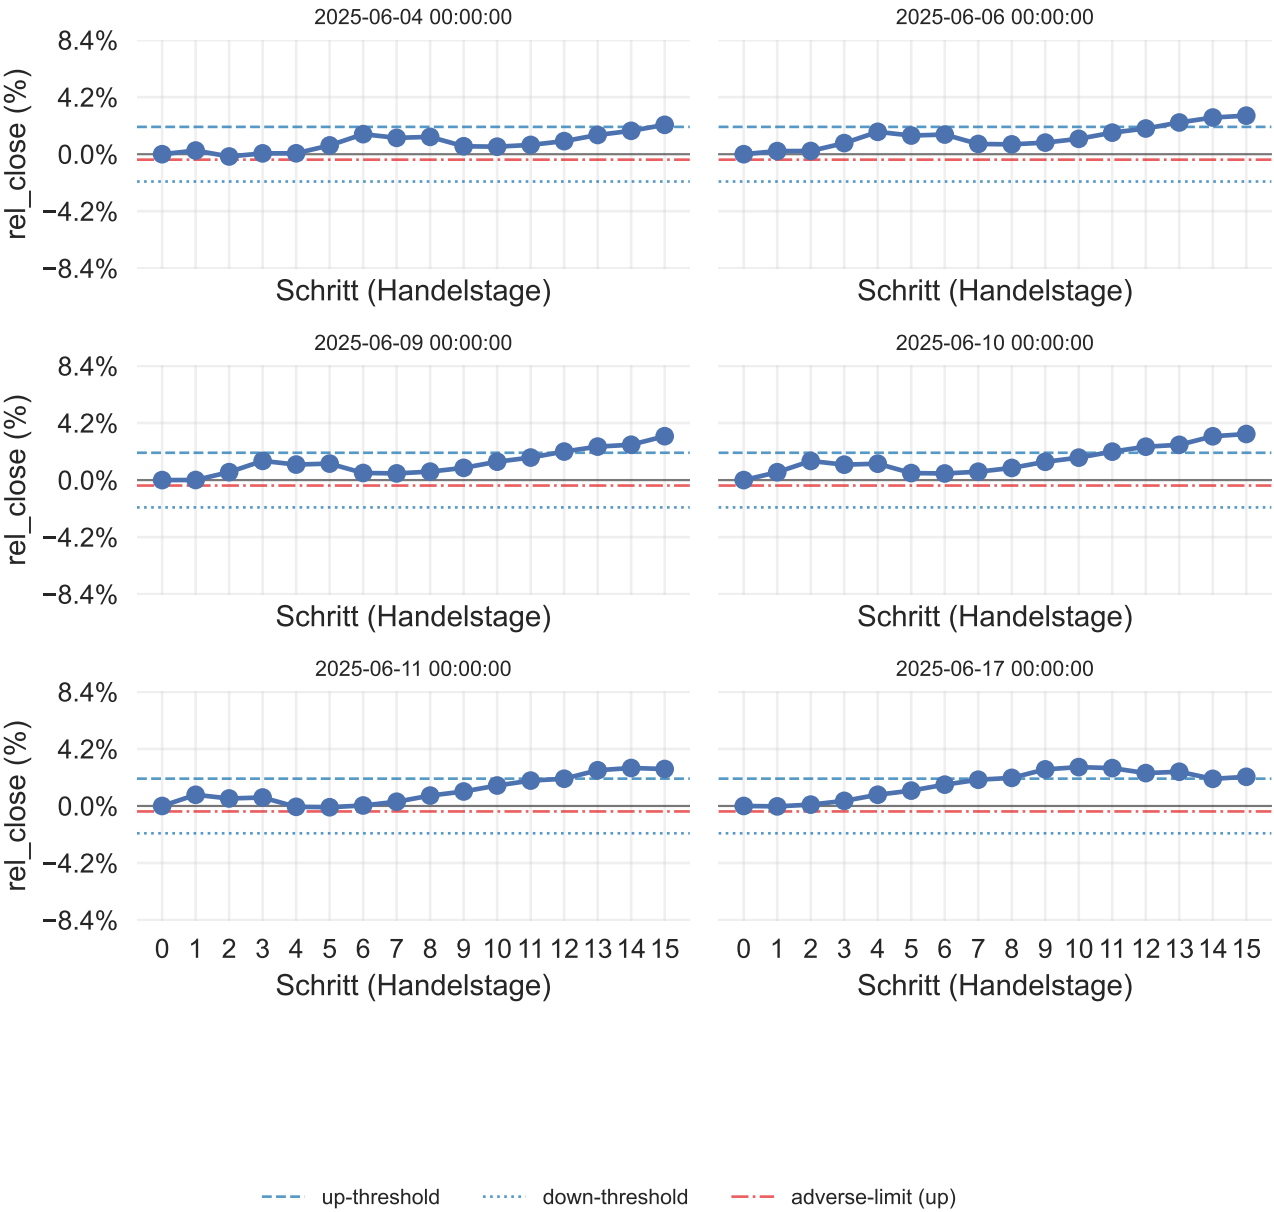 2025-06-04 00:00:00
2025-06-06 00:00:00
8.4%
4.2%
0.0%
−4.2%
−8.4%
rel_close (%)
Schritt (Handelstage)
Schritt (Handelstage)
2025-06-09 00:00:00
2025-06-10 00:00:00
8.4%
4.2%
0.0%
−4.2%
−8.4%
rel_close (%)
Schritt (Handelstage)
Schritt (Handelstage)
2025-06-11 00:00:00
2025-06-17 00:00:00
8.4%
4.2%
0.0%
−4.2%
−8.4%
rel_close (%)
0 1 2 3 4 5 6 7 8 9 10 11 12 13 14 15
0 1 2 3 4 5 6 7 8 9 10 11 12 13 14 15
Schritt (Handelstage)
Schritt (Handelstage)
up-threshold down-threshold adverse-limit (up)